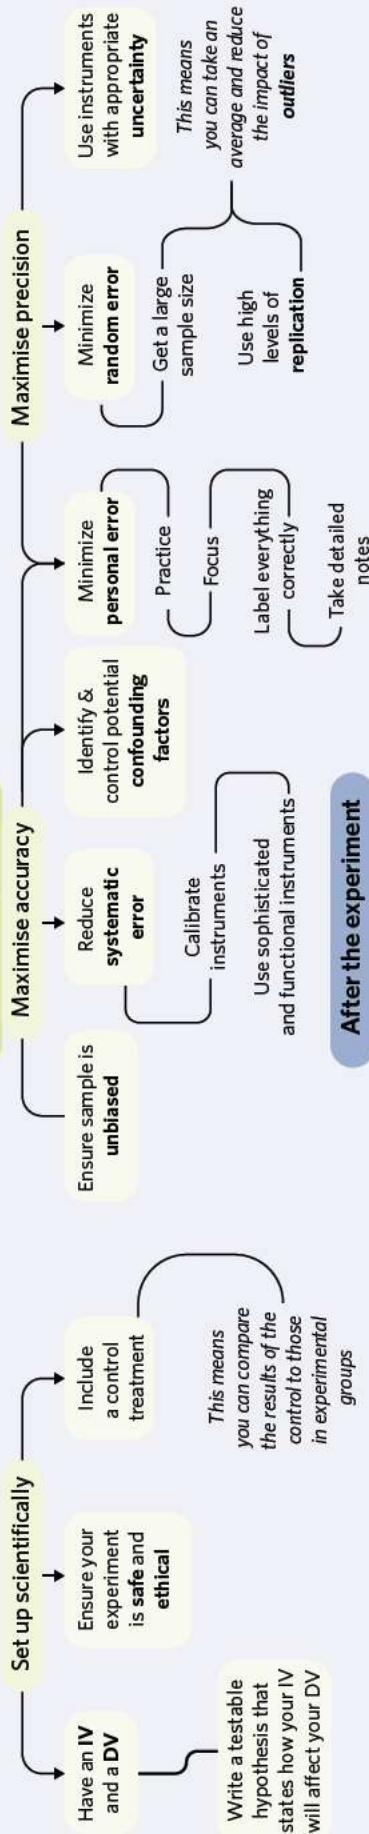 Set up scientifically
Have an IV
and a DV
Write a testable
hypothesis that
states how your IV
will affect your DV
Ensure your
experiment
is safe and
ethical
Include
a control
treatment
This means
you can compare
the results of the
control to those
in experimental
groups
Maximise accuracy
Ensure sample is
unbiased
Reduce
systematic
error
Calibrate
instruments
Use sophisticated
and functional instruments
Identify &
control potential
confounding
factors
Minimize
personal error
Practice
Focus
Label everything
correctly
Take detailed
notes
Maximise precision
Minimize
random error
Get a large
sample size
Use high
levels of
replication
This means
you can take an
average and reduce
the impact of
outliers
Use instruments
with appropriate
uncertainty
After the experiment